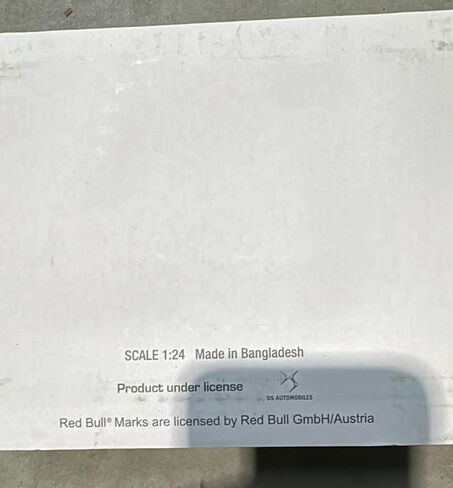 SCALE 1:24 Made in Bangladesh
Product under license
DS AUTOMOBILES
Red Bull® Marks are licensed by Red Bull GmbH/Austria